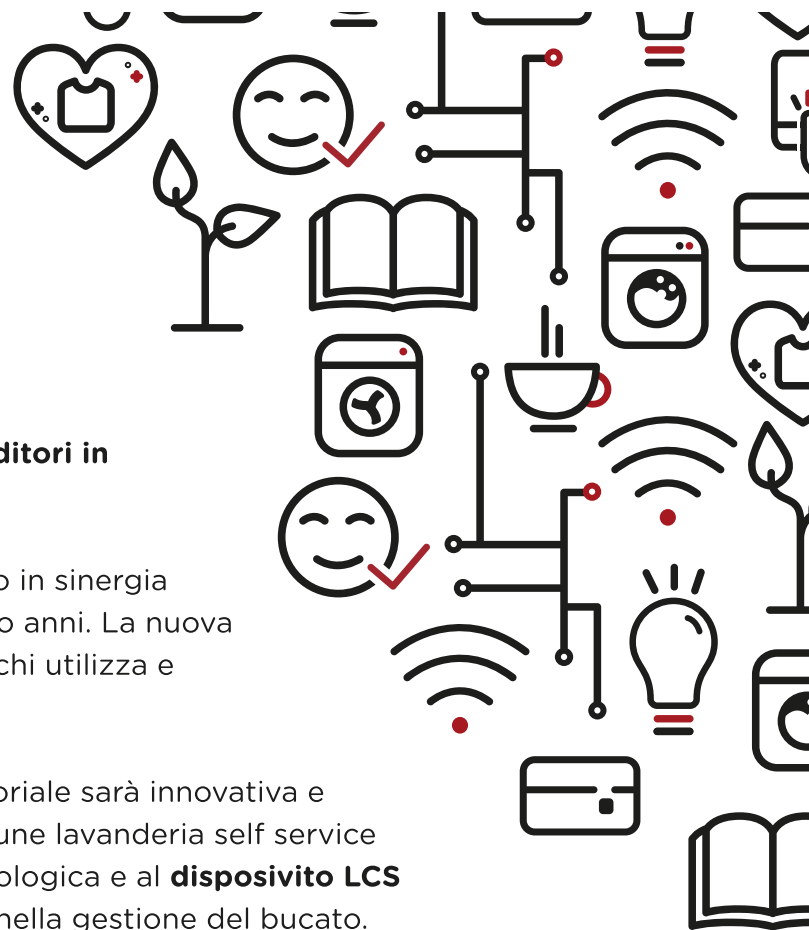 ditori in
o in sinergia
o anni. La nuova
chi utilizza e
oriale sarà innovativa e
une lavanderia self service
ologica e al disposivito LCS
nella gestione del bucato.